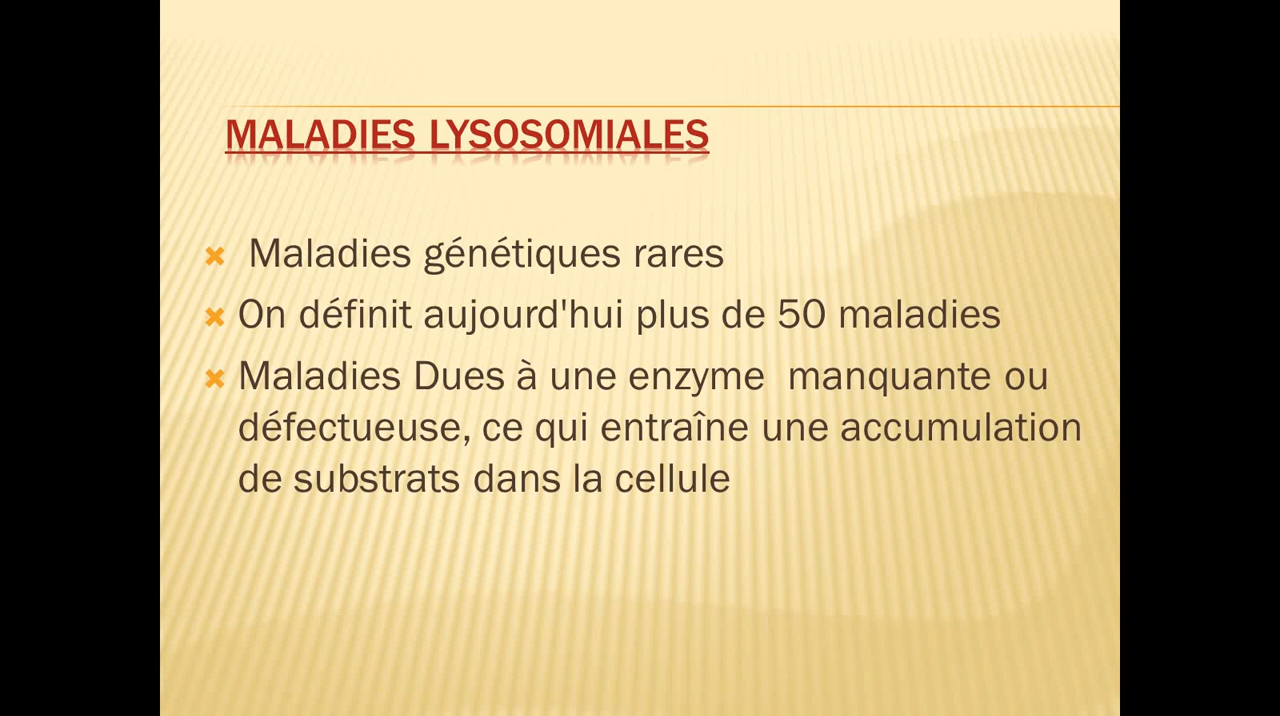 MALADIES LYSOSOMIALES
Maladies génétiques rares
On définit aujourd'hui plus de 50 maladies
Maladies Dues à une enzyme  manquante ou
défectueuse, ce qui entraîne une accumulation
de substrats dans la cellule